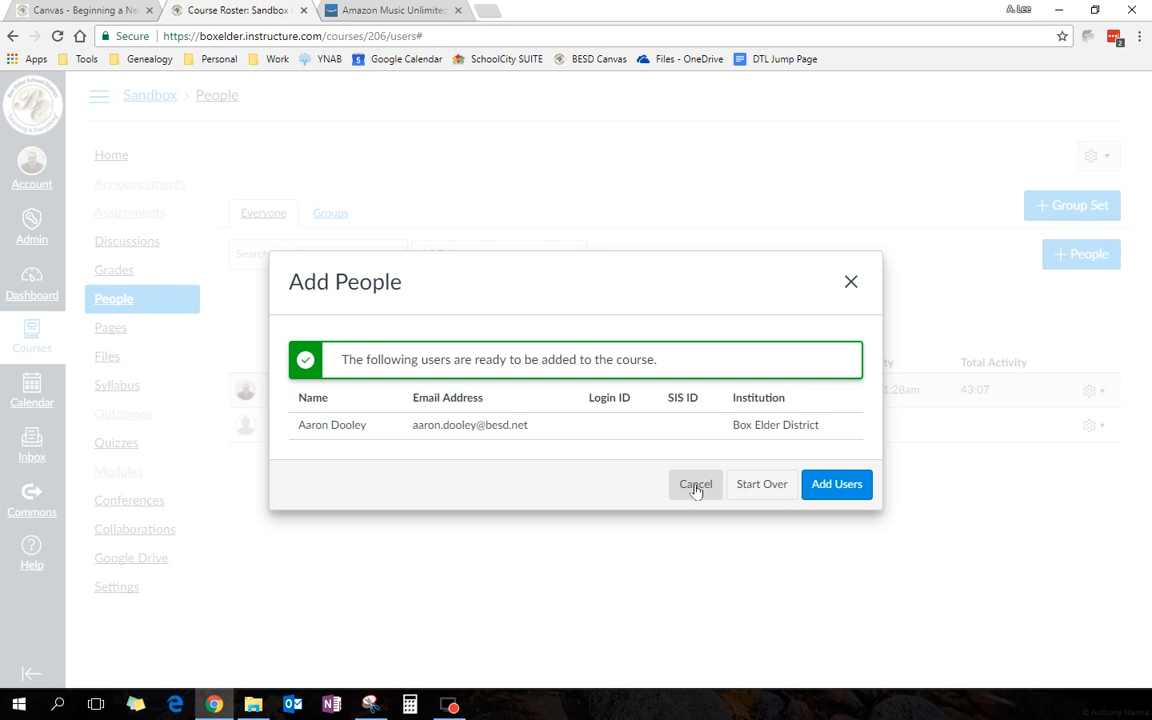 Canvas - Beginning a Ne
Course Roster: Sandbox
Amazon Music Unlimited
A. Lee
Secure
https://boxelder.instructure.com/courses/206/users#
2
Apps
Tools
Genealogy
Personal
Work
YNAB
Google Calendar
SchoolCity SUITE
BESD Canvas
Files - OneDrive
DTL Jump Page
Sandbox > People
Account
Admin
Dashboard
Courses
Calendar
Inbox
Commons
Help
Home
Announcements
Assignments
Discussions
Grades
People
Pages
Files
Syllabus
Outcomes
Quizzes
Modules
Conferences
Collaborations
Google Drive
Settings
Everyone
Groups
+ Group Set
Search
+ People
Total Activity
1:28am
43:07
Add People
The following users are ready to be added to the course.
Name Email Address Login ID SIS ID Institution
Aaron Dooley aaron.dooley@besd.net Box Elder District
Cancel
Start Over
Add Users